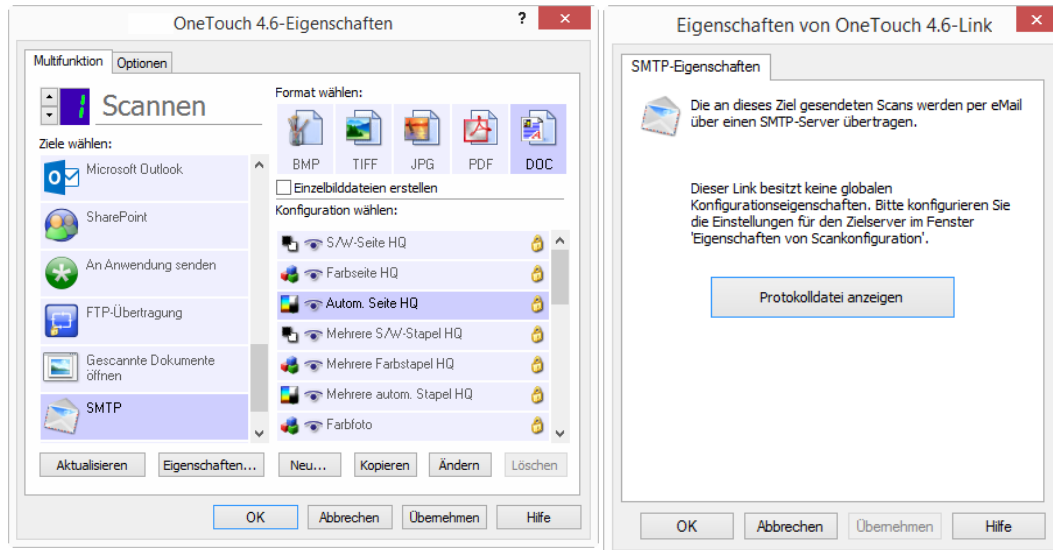 OneTouch 4.6-Eigenschaften
?
Multifunktion
Optionen
1
Scannen
Ziele wählen:
Microsoft Outlook
SharePoint
An Anwendung senden
FTP-Übertragung
Gescannte Dokumente
öffnen
SMTP
Format wählen:
BMP
TIFF
JPG
PDF
DOC
Einzelbilddateien erstellen
Konfiguration wählen:
S/W-Seite HQ
Farbseite HQ
Autom. Seite HQ
Mehrere S/W-Stapel HQ
Mehrere Farbstapel HQ
Mehrere autom. Stapel HQ
Farbfoto
Aktualisieren
Eigenschaften...
Neu...
Kopieren
Ändern
Löschen
OK
Abbrechen
Übernehmen
Hilfe
Eigenschaften von OneTouch 4.6-Link
SMTP-Eigenschaften
Die an dieses Ziel gesendeten Scans werden per eMail
über einen SMTP-Server übertragen.
Dieser Link besitzt keine globalen
Konfigurationseigenschaften. Bitte konfigurieren Sie
die Einstellungen für den Zielserver im Fenster
'Eigenschaften von Scankonfiguration'.
Protokolldatei anzeigen
OK
Abbrechen
Übernehmen
Hilfe